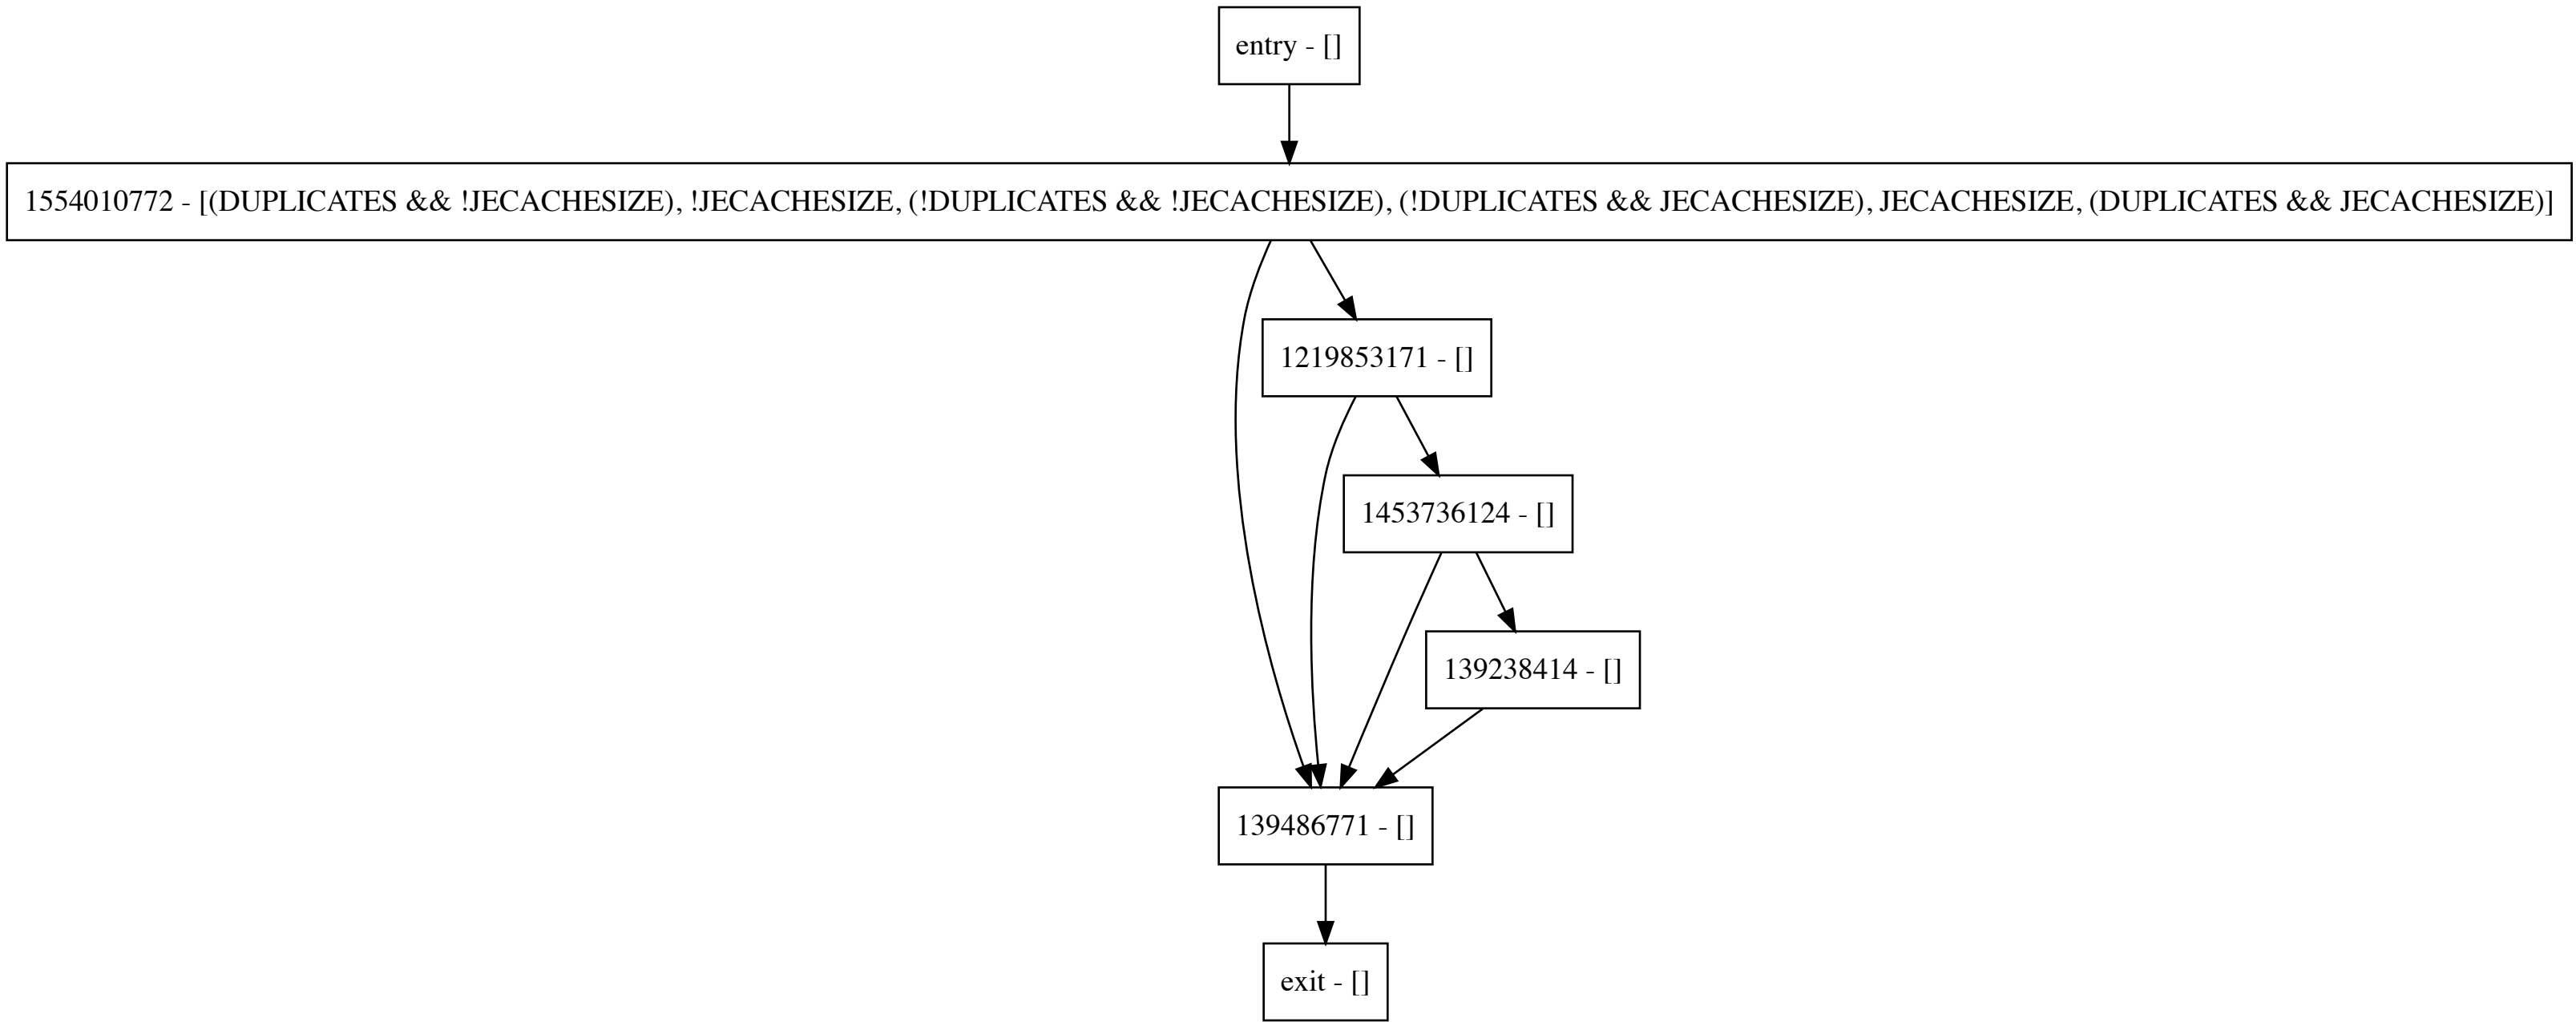 entry - []
1554010772 - [(DUPLICATES && !JECACHESIZE), !JECACHESIZE, (!DUPLICATES && !JECACHESIZE), (!DUPLICATES && JECACHESIZE), JECACHESIZE, (DUPLICATES && JECACHESIZE)]
1219853171 - []
1453736124 - []
139238414 - []
139486771 - []
exit - []